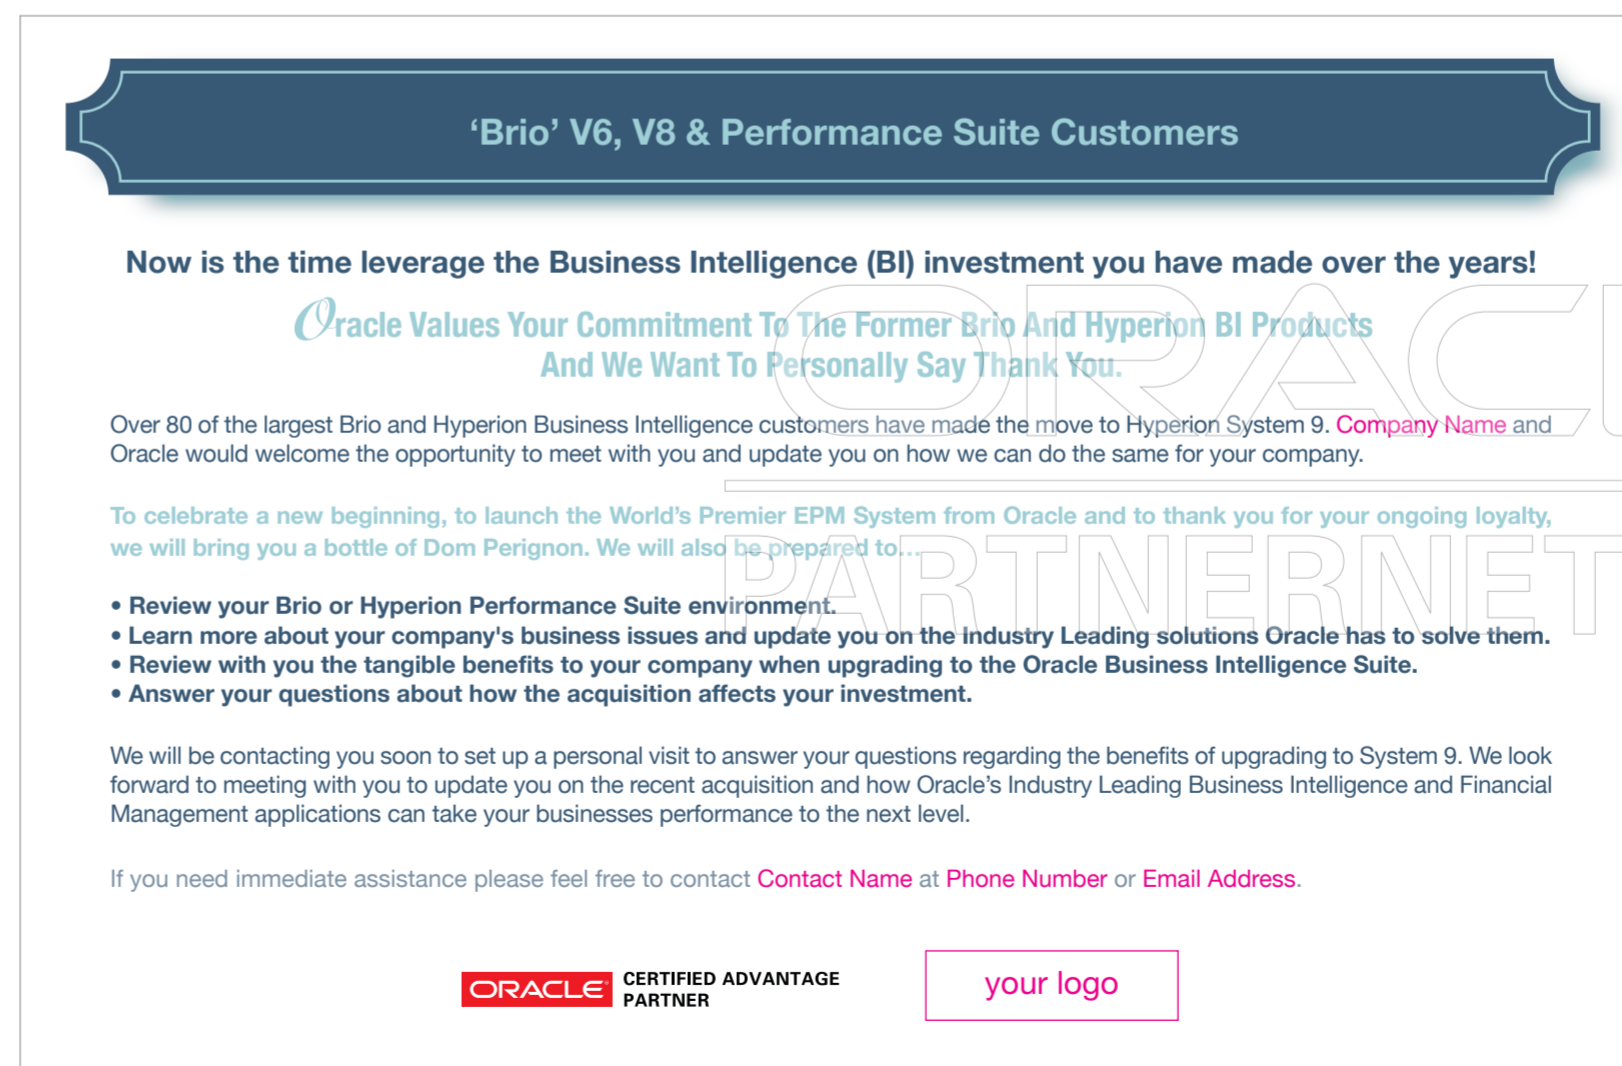 ‘Brio’ V6, V8 & Performance Suite Customers
Now is the time leverage the Business Intelligence (BI) investment you have made over the years!
Oracle Values Your Commitment To The Former Brio And Hyperion BI Products
And We Want To Personally Say Thank You.
Over 80 of the largest Brio and Hyperion Business Intelligence customers have made the move to Hyperion System 9. Company Name and
Oracle would welcome the opportunity to meet with you and update you on how we can do the same for your company.
To celebrate a new beginning, to launch the World’s Premier EPM System from Oracle and to thank you for your ongoing loyalty,
we will bring you a bottle of Dom Perignon. We will also be prepared to…
• Review your Brio or Hyperion Performance Suite environment.
• Learn more about your company's business issues and update you on the Industry Leading solutions Oracle has to solve them.
• Review with you the tangible benefits to your company when upgrading to the Oracle Business Intelligence Suite.
• Answer your questions about how the acquisition affects your investment.
We will be contacting you soon to set up a personal visit to answer your questions regarding the benefits of upgrading to System 9. We look
forward to meeting with you to update you on the recent acquisition and how Oracle’s Industry Leading Business Intelligence and Financial
Management applications can take your businesses performance to the next level.
If you need immediate assistance please feel free to contact Contact Name at Phone Number or Email Address.
ORACLE CERTIFIED ADVANTAGE
PARTNER
your logo
ORAC
PARTNERNET